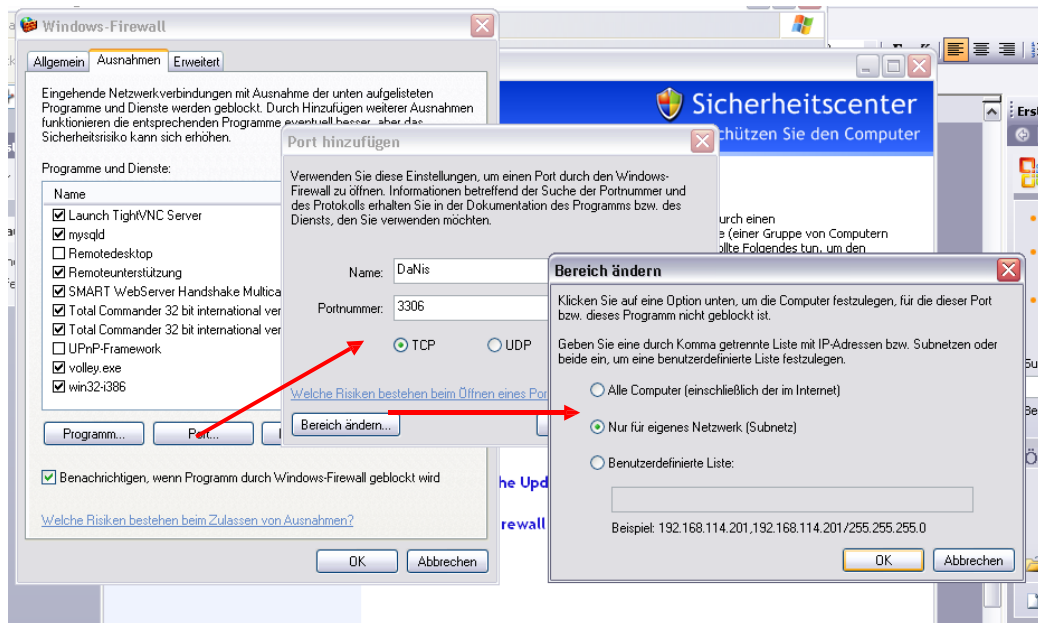 Windows-Firewall
Allgemein Ausnahmen Erweitert
Eingehende Netzwerkverbindungen mit Ausnahme der unten aufgelisteten
Programme und Dienste werden geblockt. Durch Hinzufügen weiterer Ausnahmen
funktionieren die entsprechenden Programme eventuell besser, aber das
Sicherheitsrisiko kann sich erhöhen.
Programme und Dienste:
Name
Launch TightVNC Server
mysqld
Remotedesktop
Remoteunterstützung
SMART WebServer Handshake Multica
Total Commander 32 bit international ver
Total Commander 32 bit international ver
UPnP-Framework
volley.exe
win32-i386
Programm... Port...
Benachrichtigen, wenn Programm durch Windows-Firewall geblockt wird
Welche Risiken bestehen beim Zulassen von Ausnahmen?
OK Abbrechen
Port hinzufügen
Verwenden Sie diese Einstellungen, um einen Port durch den Windows-
Firewall zu öffnen. Informationen betreffend der Suche der Portnummer und
des Protokolls erhalten Sie in der Dokumentation des Programms bzw. des
Diensts, den Sie verwenden möchten.
Name: DaNis
Portnummer: 3306
TCP UDP
Welche Risiken bestehen beim Öffnen eines Por
Bereich ändern...
Sicherheitscenter
chützen Sie den Computer
urch einen
e (einer Gruppe von Computern
ollte Folgendes tun, um den
he Upd
rewall
Bereich ändern
Klicken Sie auf eine Option unten, um die Computer festzulegen, für die dieser Port
bzw. dieses Programm nicht geblockt ist.
Geben Sie eine durch Komma getrennte Liste mit IP-Adressen bzw. Subnetzen oder
beide ein, um eine benutzerdefinierte Liste festzulegen.
Alle Computer (einschließlich der im Internet)
Nur für eigenes Netzwerk (Subnetz)
Benutzerdefinierte Liste:
Beispiel: 192.168.114.201,192.168.114.201/255.255.255.0
OK Abbrechen
Erst